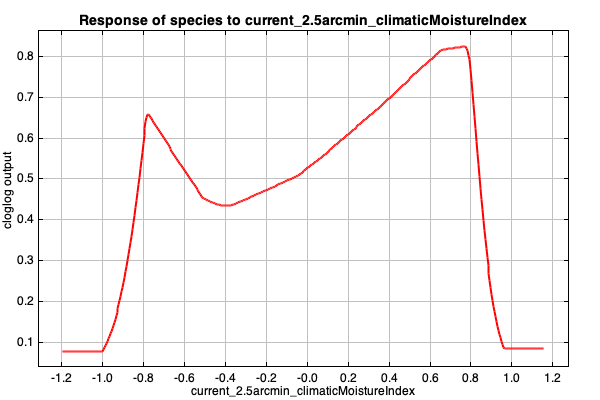 Response of species to current_2.5arcmin_climaticMoistureIndex
cloglog output
0.8
0.7
0.6
0.5
0.4
0.3
0.2
0.1
-1.2 -1.0 -0.8 -0.6 -0.4 -0.2 -0.0 0.2 0.4 0.6 0.8 1.0 1.2
current_2.5arcmin_climaticMoistureIndex